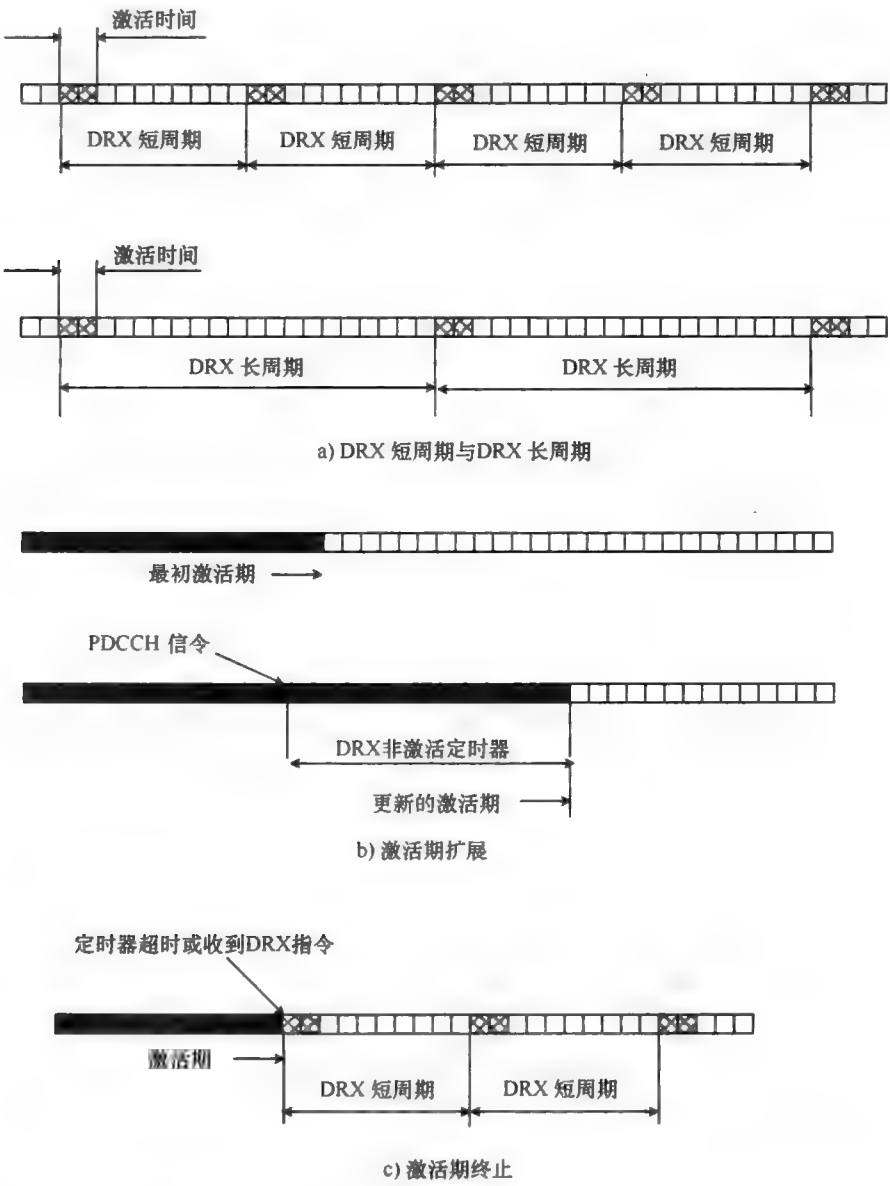 激活时间
DRX 短周期 DRX 短周期 DRX 短周期 DRX 短周期
激活时间
DRX 长周期 DRX 长周期
a) DRX 短周期与DRX 长周期
最初激活期
PDCCH 信令
DRX非激活定时器
更新的激活期
b) 激活期扩展
定时器超时或收到DRX指令
激活期
DRX 短周期 DRX 短周期
c) 激活期终止